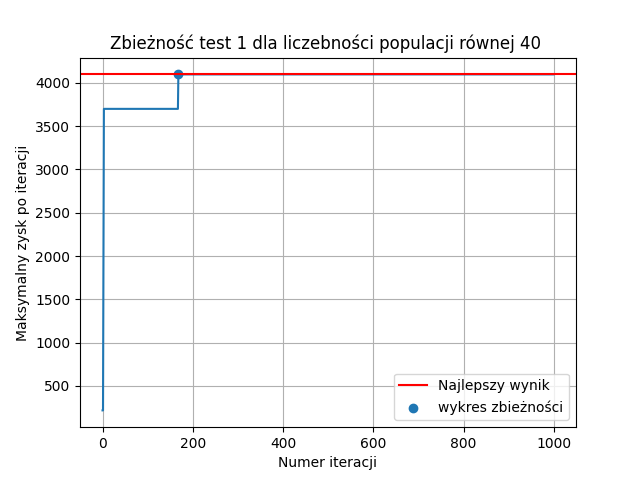 Zbieżność test 1 dla liczebności populacji równej 40
Maksymalny zysk po iteracji
4000
3500
3000
2500
2000
1500
1000
500
0
200
400
600
800
1000
Numer iteracji
Najlepszy wynik
wykres zbieżności